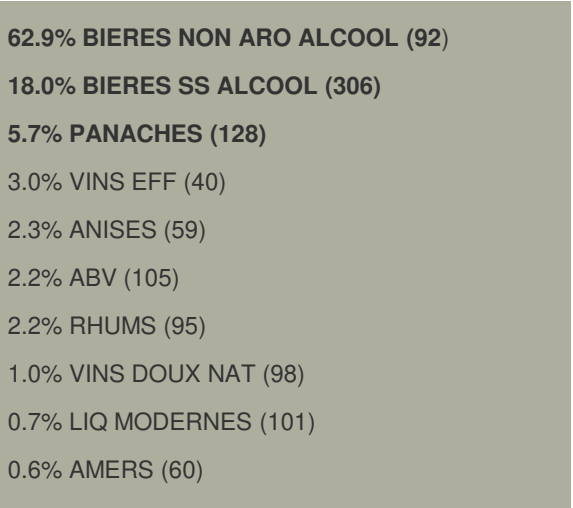 62.9% BIERES NON ARO ALCOOL (92)
18.0% BIERES SS ALCOOL (306)
5.7% PANACHES (128)
3.0% VINS EFF (40)
2.3% ANISES (59)
2.2% ABV (105)
2.2% RHUMS (95)
1.0% VINS DOUX NAT (98)
0.7% LIQ MODERNES (101)
0.6% AMERS (60)